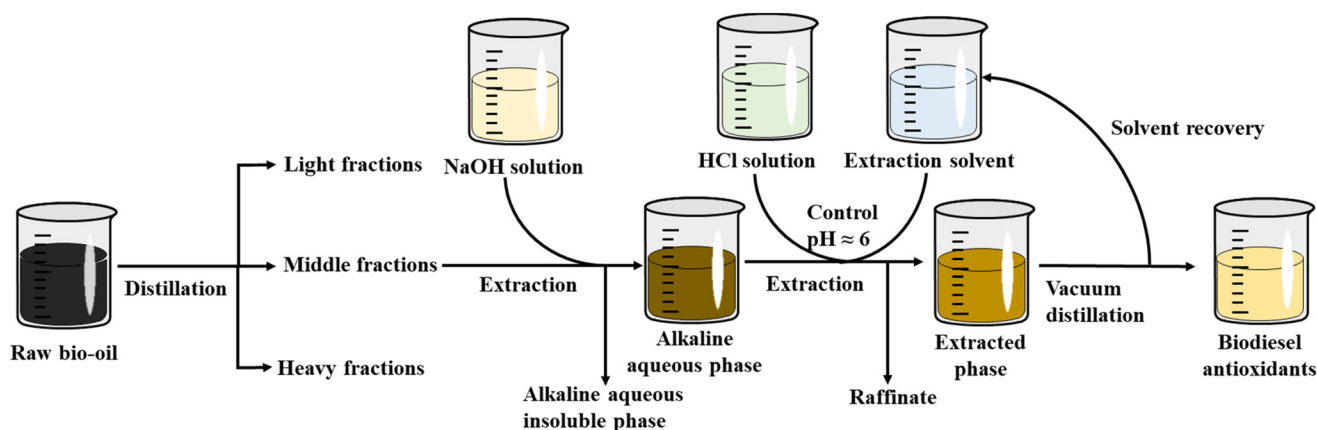 Light fractions
NaOH solution
HCl solution
Extraction solvent
Solvent recovery
Control
pH ≈ 6
Middle fractions
Distillation
Extraction
Extraction
Vacuum
distillation
Raw bio-oil
Alkaline
aqueous phase
Extracted
phase
Biodiesel
antioxidants
Heavy fractions
Alkaline aqueous
insoluble phase
Raffinate